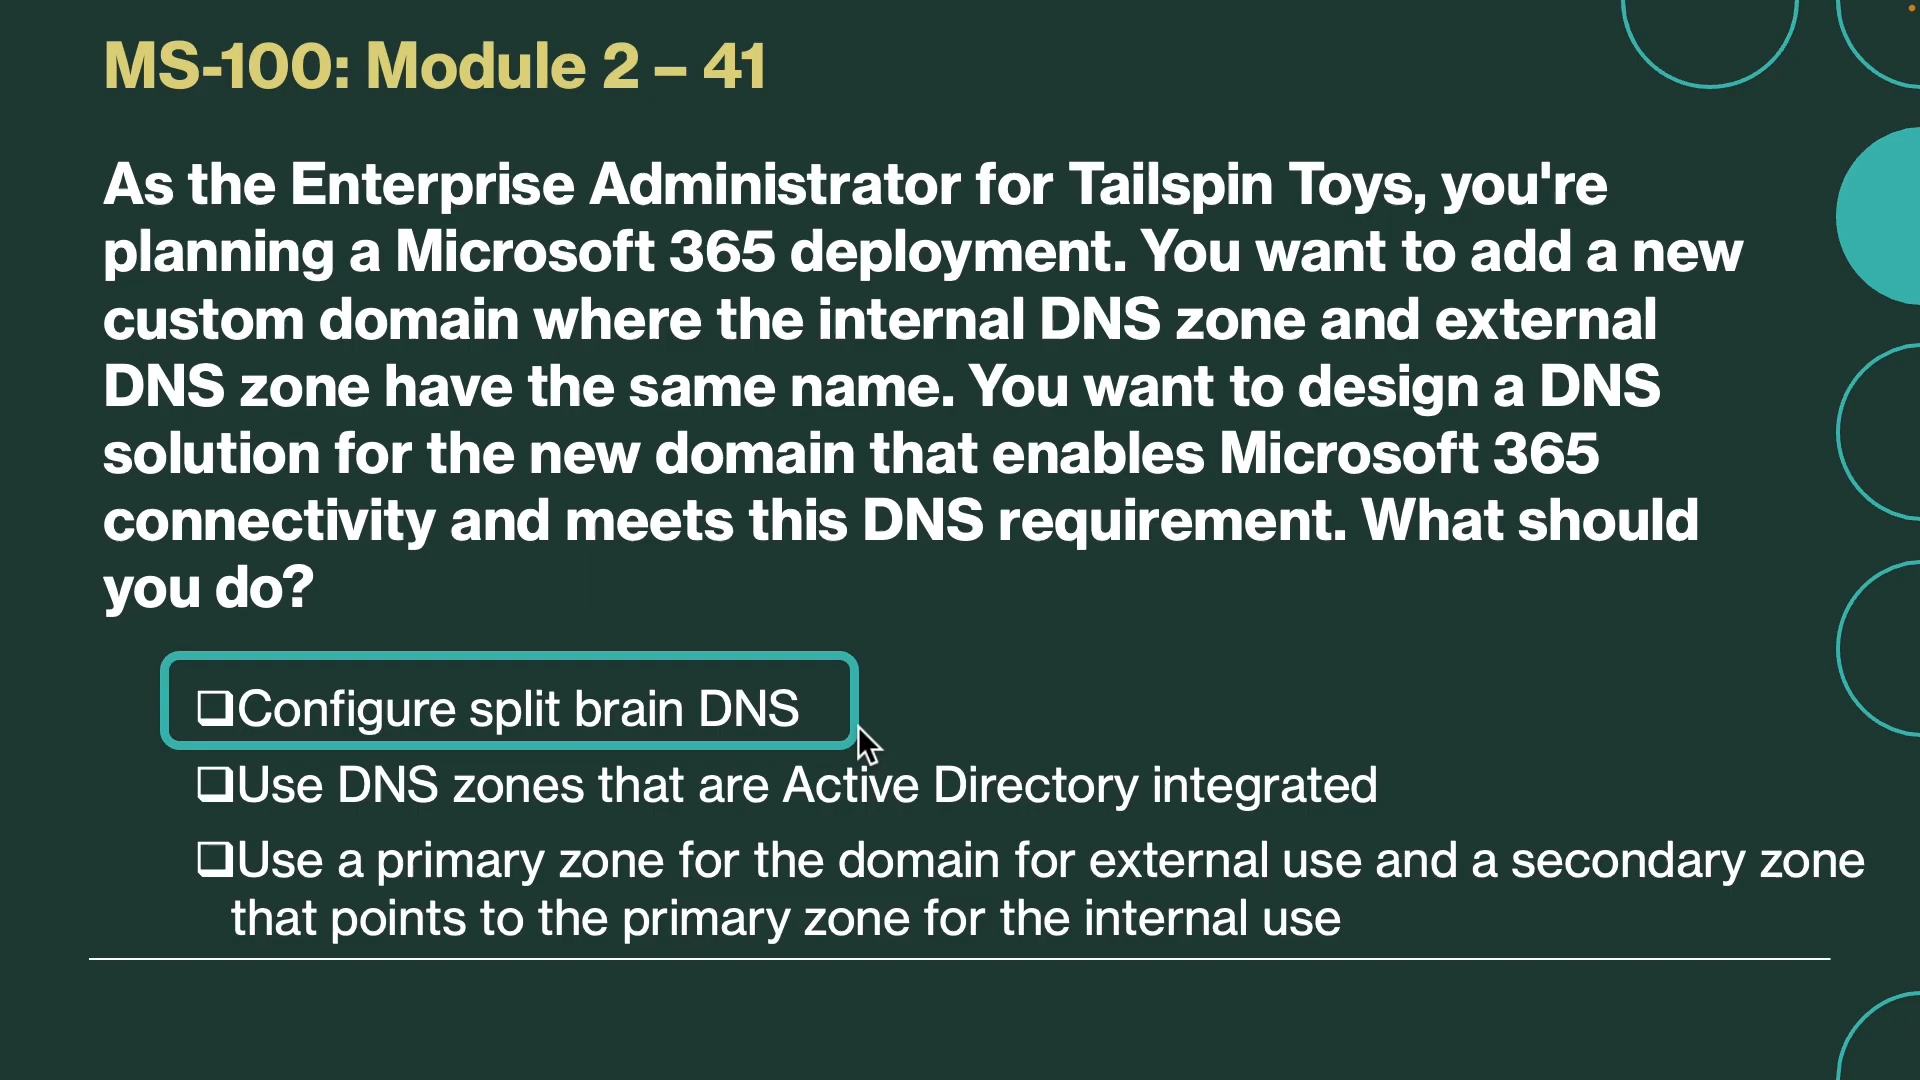 MS-100: Module 2 – 41
As the Enterprise Administrator for Tailspin Toys, you're
planning a Microsoft 365 deployment. You want to add a new
custom domain where the internal DNS zone and external
DNS zone have the same name. You want to design a DNS
solution for the new domain that enables Microsoft 365
connectivity and meets this DNS requirement. What should
you do?
❑Configure split brain DNS
❑Use DNS zones that are Active Directory integrated
❑Use a primary zone for the domain for external use and a secondary zone
that points to the primary zone for the internal use